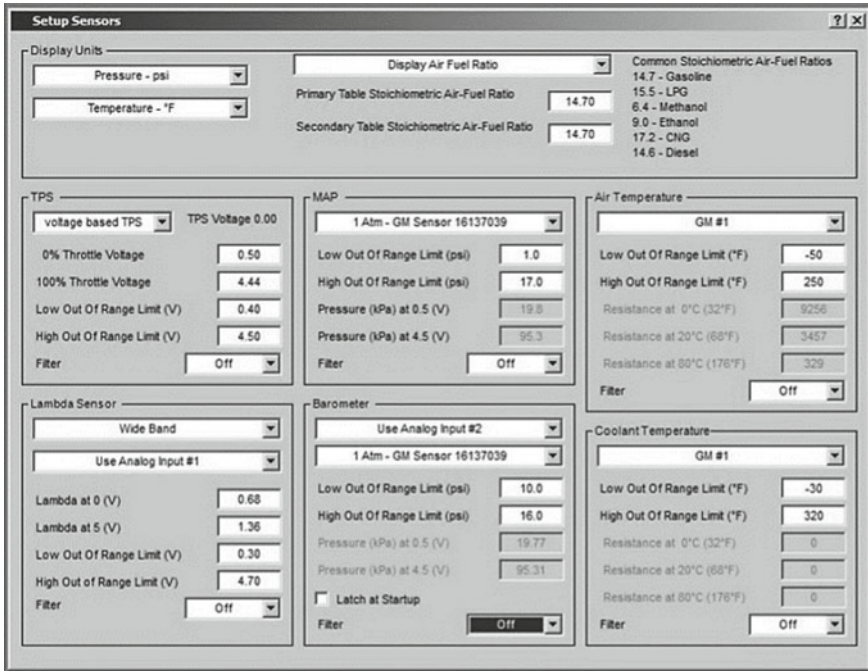 Setup Sensors
Display Units
Pressure - psi
Temperature - °F
Display Air Fuel Ratio
Primary Table Stoichiometric Air-Fuel Ratio 14.70
Secondary Table Stoichiometric Air-Fuel Ratio 14.70
Common Stoichiometric Air-Fuel Ratios
14.7 - Gasoline
15.5 - LPG
6.4 - Methanol
9.0 - Ethanol
17.2 - CNG
14.6 - Diesel
TPS
voltage based TPS TPS Voltage 0.00
0% Throttle Voltage 0.50
100% Throttle Voltage 4.44
Low Out Of Range Limit (V) 0.40
High Out Of Range Limit (V) 4.50
Filter Off
MAP
1 Atm - GM Sensor 16137039
Low Out Of Range Limit (psi) 1.0
High Out Of Range Limit (psi) 17.0
Pressure (kPa) at 0.5 (V) 19.8
Pressure (kPa) at 4.5 (V) 95.3
Filter Off
Air Temperature
GM #1
Low Out Of Range Limit (°F) -50
High Out Of Range Limit (°F) 250
Resistance at 0°C (32°F) 9256
Resistance at 20°C (68°F) 3457
Resistance at 80°C (176°F) 329
Filter Off
Lambda Sensor
Wide Band
Use Analog Input #1
Lambda at 0 (V) 0.68
Lambda at 5 (V) 1.36
Low Out Of Range Limit (V) 0.30
High Out of Range Limit (V) 4.70
Filter Off
Barometer
Use Analog Input #2
1 Atm - GM Sensor 16137039
Low Out Of Range Limit (psi) 10.0
High Out Of Range Limit (psi) 16.0
Pressure (kPa) at 0.5 (V) 19.77
Pressure (kPa) at 4.5 (V) 95.31
Latch at Startup
Filter Off
Coolant Temperature
GM #1
Low Out Of Range Limit (°F) -30
High Out Of Range Limit (°F) 320
Resistance at 0°C (32°F) 0
Resistance at 20°C (68°F) 0
Resistance at 80°C (176°F) 0
Filter Off